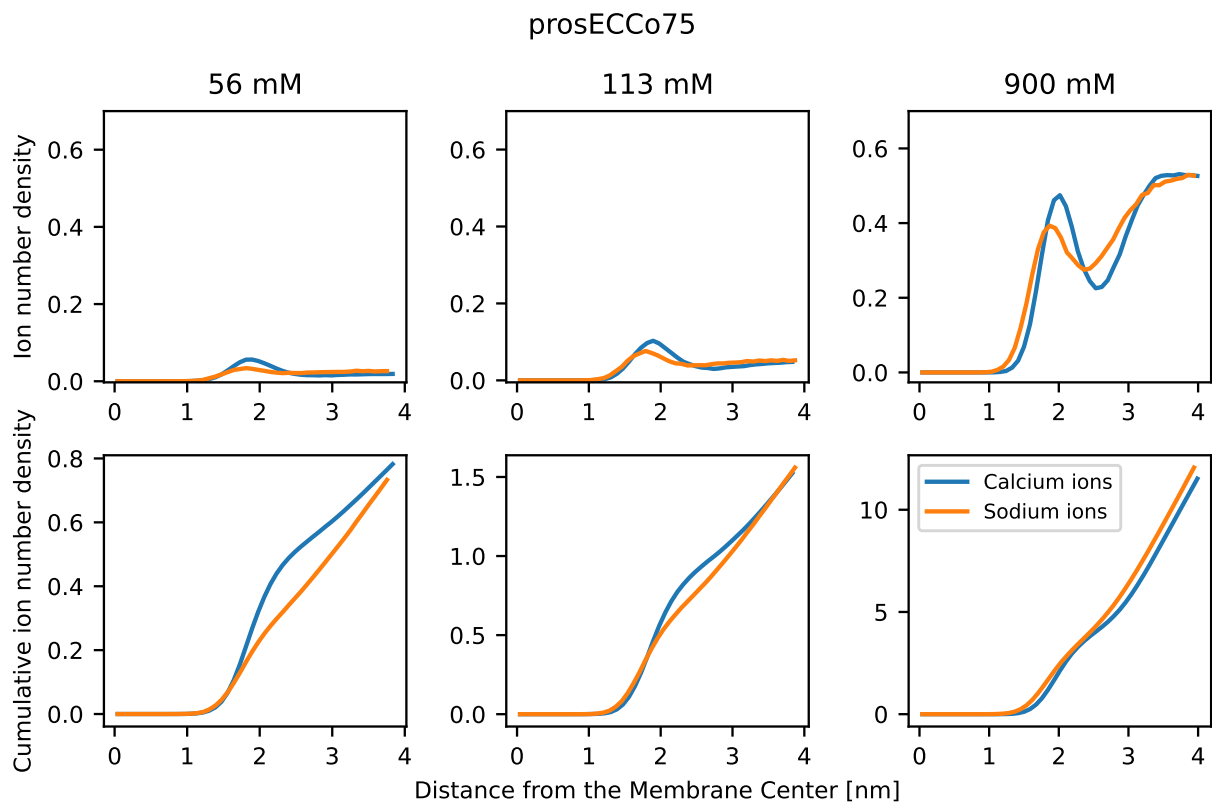 prosECCo75
56 mM
113 mM
900 mM
Ion number density
0.6
0.4
0.2
0.0
0 1 2 3 4
0.6
0.4
0.2
0.0
0 1 2 3 4
0.6
0.4
0.2
0.0
0 1 2 3 4
Cumulative ion number density
0.8
0.6
0.4
0.2
0.0
0 1 2 3 4
1.5
1.0
0.5
0.0
0 1 2 3 4
10
5
0
0 1 2 3 4
Calcium ions
Sodium ions
Distance from the Membrane Center [nm]